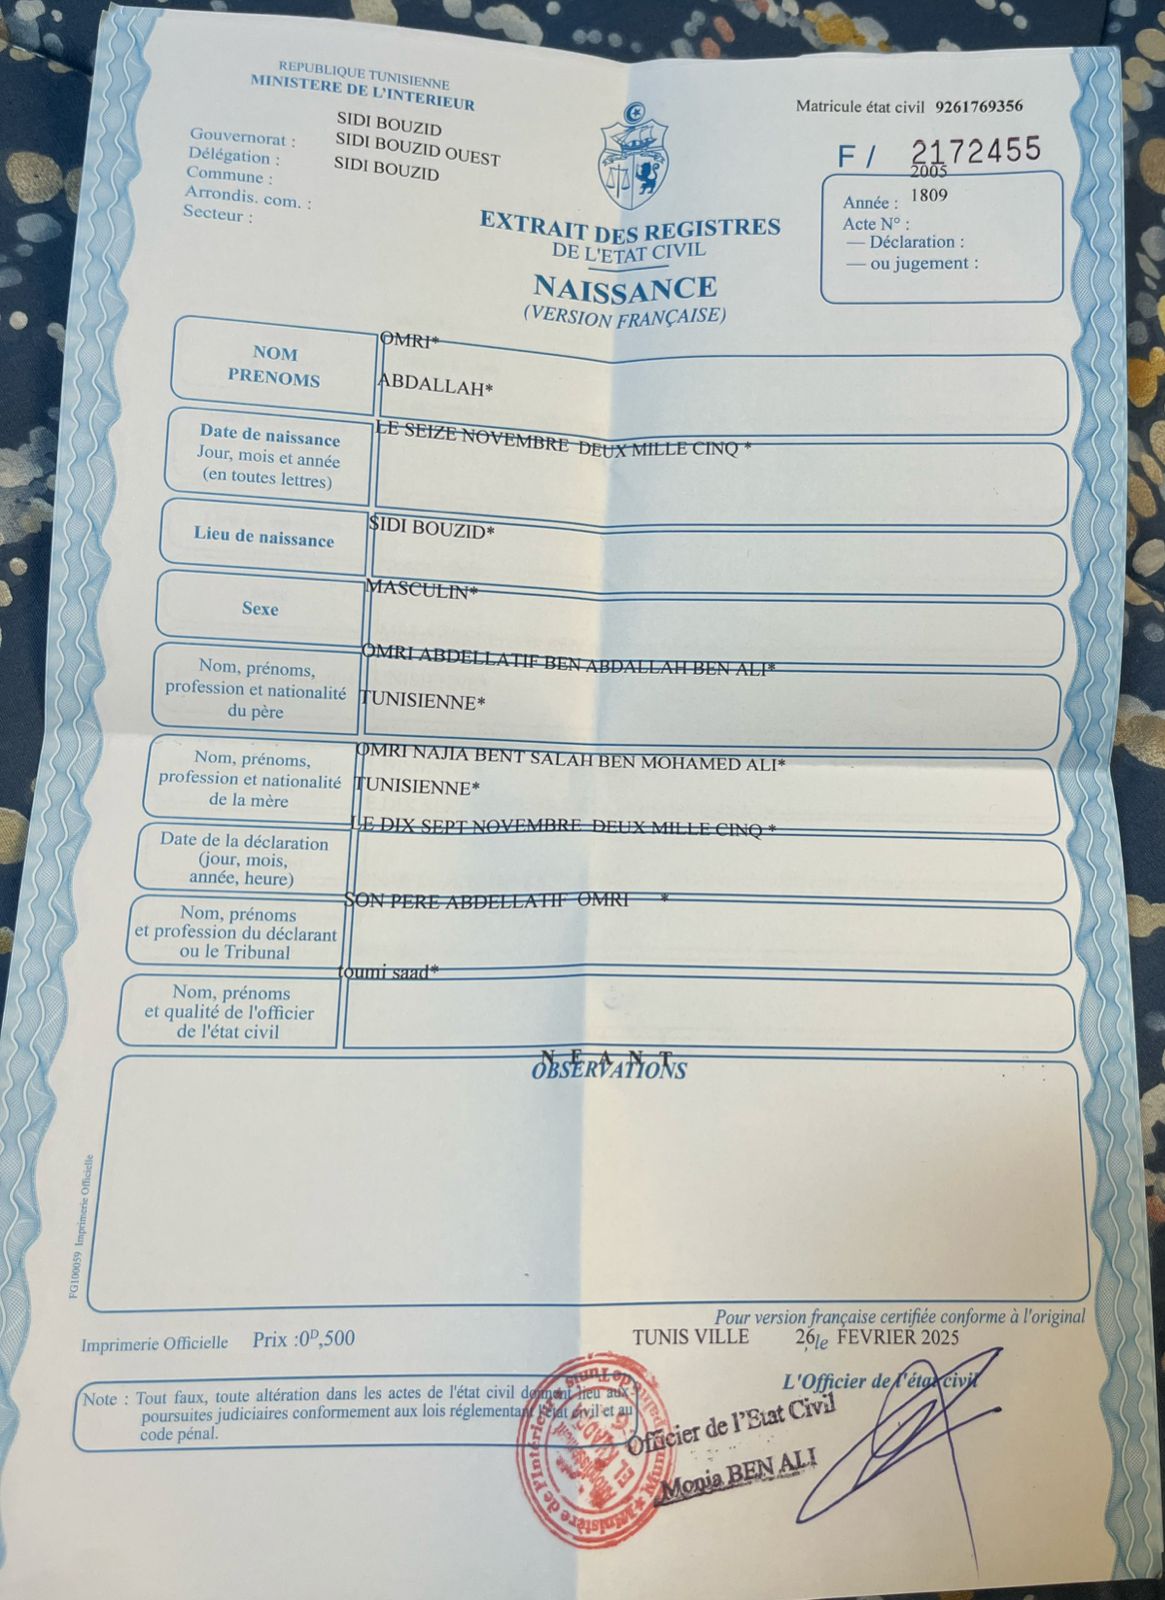 REPUBLIQUE TUNISIENNE
MINISTERE DE L'INTERIEUR
SIDI BOUZID
Gouvernorat : SIDI BOUZID OUEST
Délégation : SIDI BOUZID
Commune :
Arrondis. com. :
Secteur :
Matricule état civil 9261769356
F / 2172455
2005
Année : 1809
Acte N° :
— Déclaration :
— ou jugement :
EXTRAIT DES REGISTRES
DE L'ETAT CIVIL
NAISSANCE
(VERSION FRANÇAISE)
NOM
PRENOMS
OMRI*
ABDALLAH*
Date de naissance
Jour, mois et année
(en toutes lettres)
LE SEIZE NOVEMBRE DEUX MILLE CINQ *
Lieu de naissance
SIDI BOUZID*
Sexe
MASCULIN*
Nom, prénoms,
profession et nationalité
du père
OMRI ABDELLATIF BEN ABDALLAH BEN ALI*
TUNISIENNE*
Nom, prénoms,
profession et nationalité
de la mère
OMRI NAJIA BENT SALAH BEN MOHAMED ALI*
TUNISIENNE*
Date de la déclaration
(jour, mois,
année, heure)
LE DIX SEPT NOVEMBRE DEUX MILLE CINQ *
Nom, prénoms
et profession du déclarant
ou le Tribunal
SON PERE ABDELLATIF OMRI *
Nom, prénoms
et qualité de l'officier
de l'état civil
toumi saad*
N E A N T
OBSERVATIONS
FG100059 Imprimerie Officielle
Pour version française certifiée conforme à l'original
Imprimerie Officielle Prix :0D,500
TUNIS VILLE 26,le FEVRIER 2025
L'Officier de l'état civil
Note : Tout faux, toute altération dans les actes de l'état civil donnent lieu aux
poursuites judiciaires conformement aux lois réglementant l'état civil et au
code pénal.
Officier de l'Etat Civil
Monia BEN ALI
Ministère de l'Intérieur